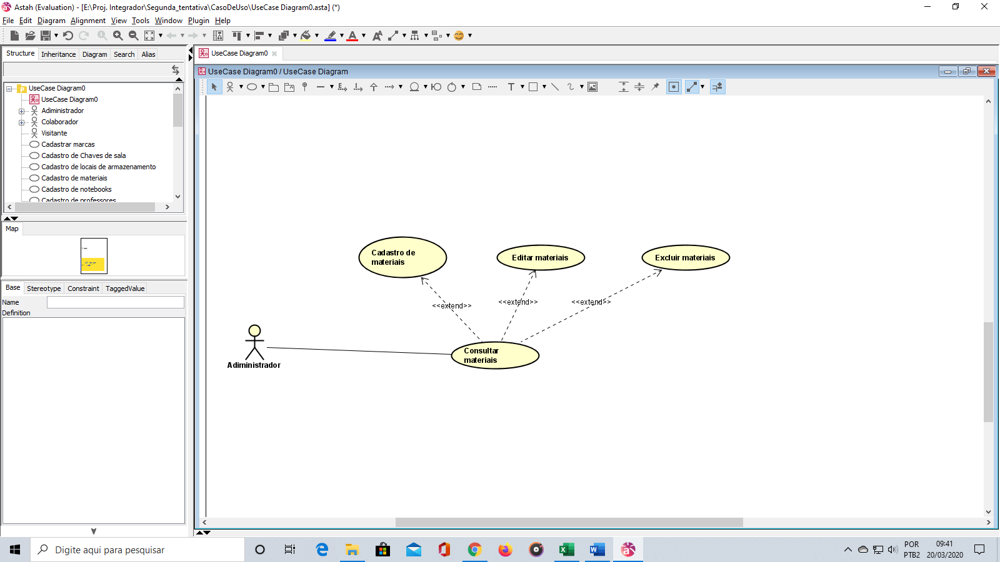 Astah (Evaluation) - [E:\Proj. Integrador\Segunda_tentativa\CasoDeUso\UseCase Diagram0.asta] (*)
File Edit Diagram Alignment View Tools Window Plugin Help
Structure Inheritance Diagram Search Alias
UseCase Diagram0
UseCase Diagram0
Adiministrador
Colaborador
Visitante
Cadastrar marcas
Cadastro de Chaves de sala
Cadastro de locais de armazenamento
Cadastro de materiais
Cadastro de notebooks
Cadastro de professores
Map
Base Stereotype Constraint TaggedValue
Name
Definition
UseCase Diagram0
UseCase Diagram0 / UseCase Diagram
Cadastro de
materiais
Editar materiais
Excluir materiais
<<extend>>
<<extend>>
<<extend>>
Consultar
materiais
Adiministrador
Digite aqui para pesquisar
POR
PTB2
09:41
20/03/2020